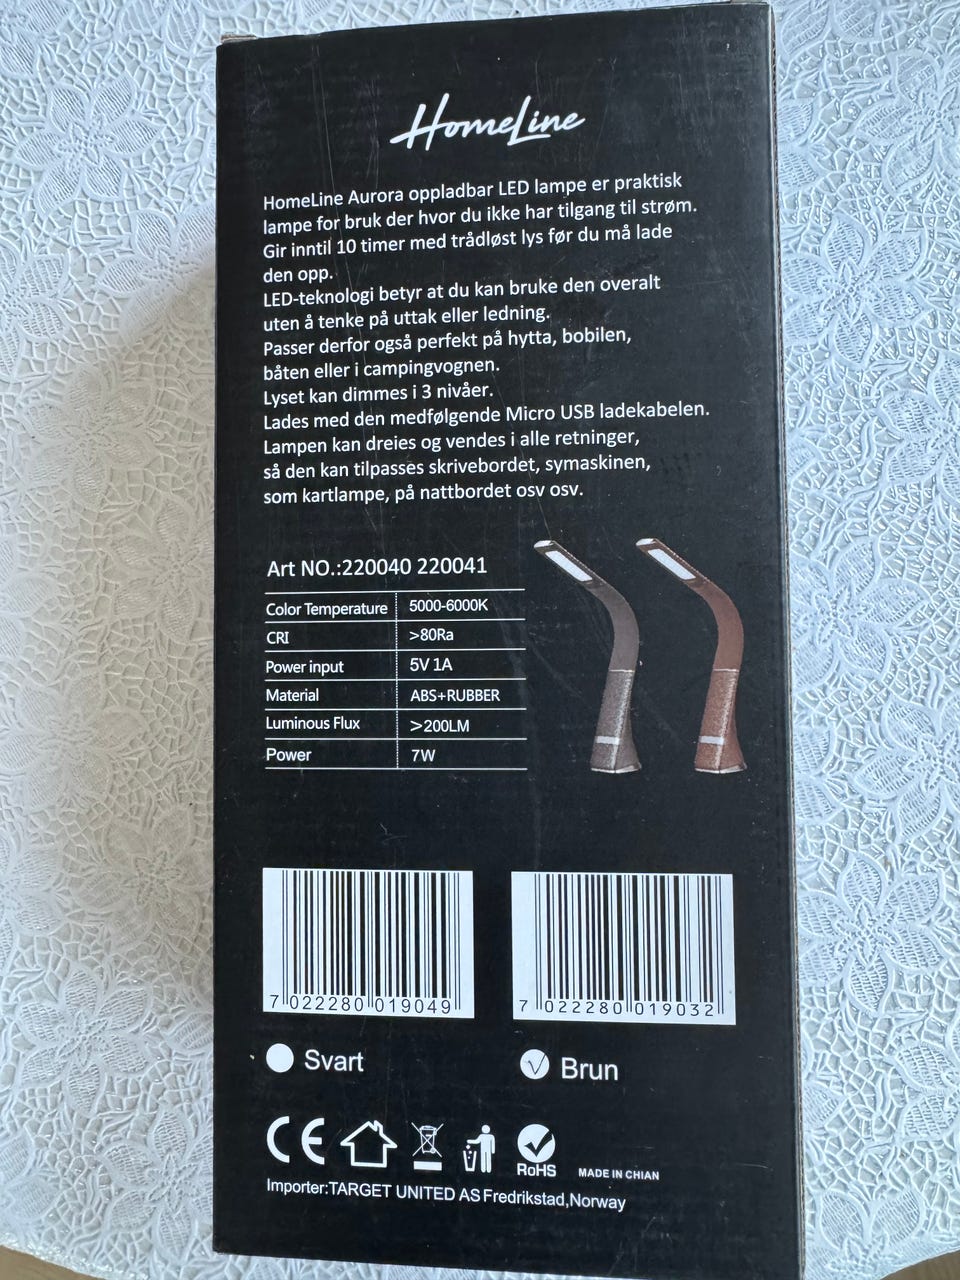 HomeLine
HomeLine Aurora oppladbar LED lampe er praktisk
lampe for bruk der hvor du ikke har tilgang til strøm.
Gir inntil 10 timer med trådløst lys før du må lade
den opp.
LED-teknologi betyr at du kan bruke den overalt
uten å tenke på uttak eller ledning.
Passer derfor også perfekt på hytta, bobilen,
båten eller i campingvognen.
Lyset kan dimmes i 3 nivåer.
Lades med den medfølgende Micro USB ladekabelen.
Lampen kan dreies og vendes i alle retninger,
så den kan tilpasses skrivebordet, symaskinen,
som kartlampe, på nattbordet osv osv.
Art NO.:220040 220041
Color Temperature 5000-6000K
CRI >80Ra
Power input 5V 1A
Material ABS+RUBBER
Luminous Flux >200LM
Power 7W
7 022280 019049
7 022280 019032
Svart
Brun
CE
RoHS
MADE IN CHIAN
Importer:TARGET UNITED AS Fredrikstad,Norway